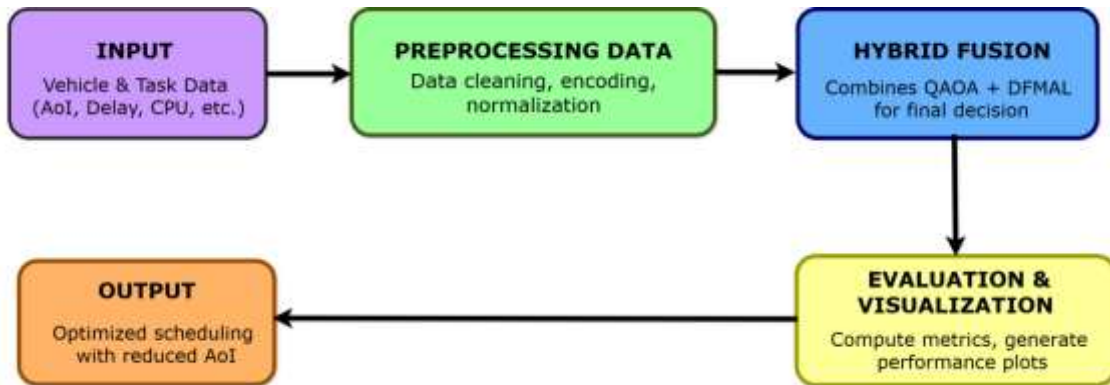 INPUT
Vehicle & Task Data
(AoI, Delay, CPU, etc.)
PREPROCESSING DATA
Data cleaning, encoding,
normalization
HYBRID FUSION
Combines QAOA + DFMAL
for final decision
EVALUATION &
VISUALIZATION
Compute metrics, generate
performance plots
OUTPUT
Optimized scheduling
with reduced AoI